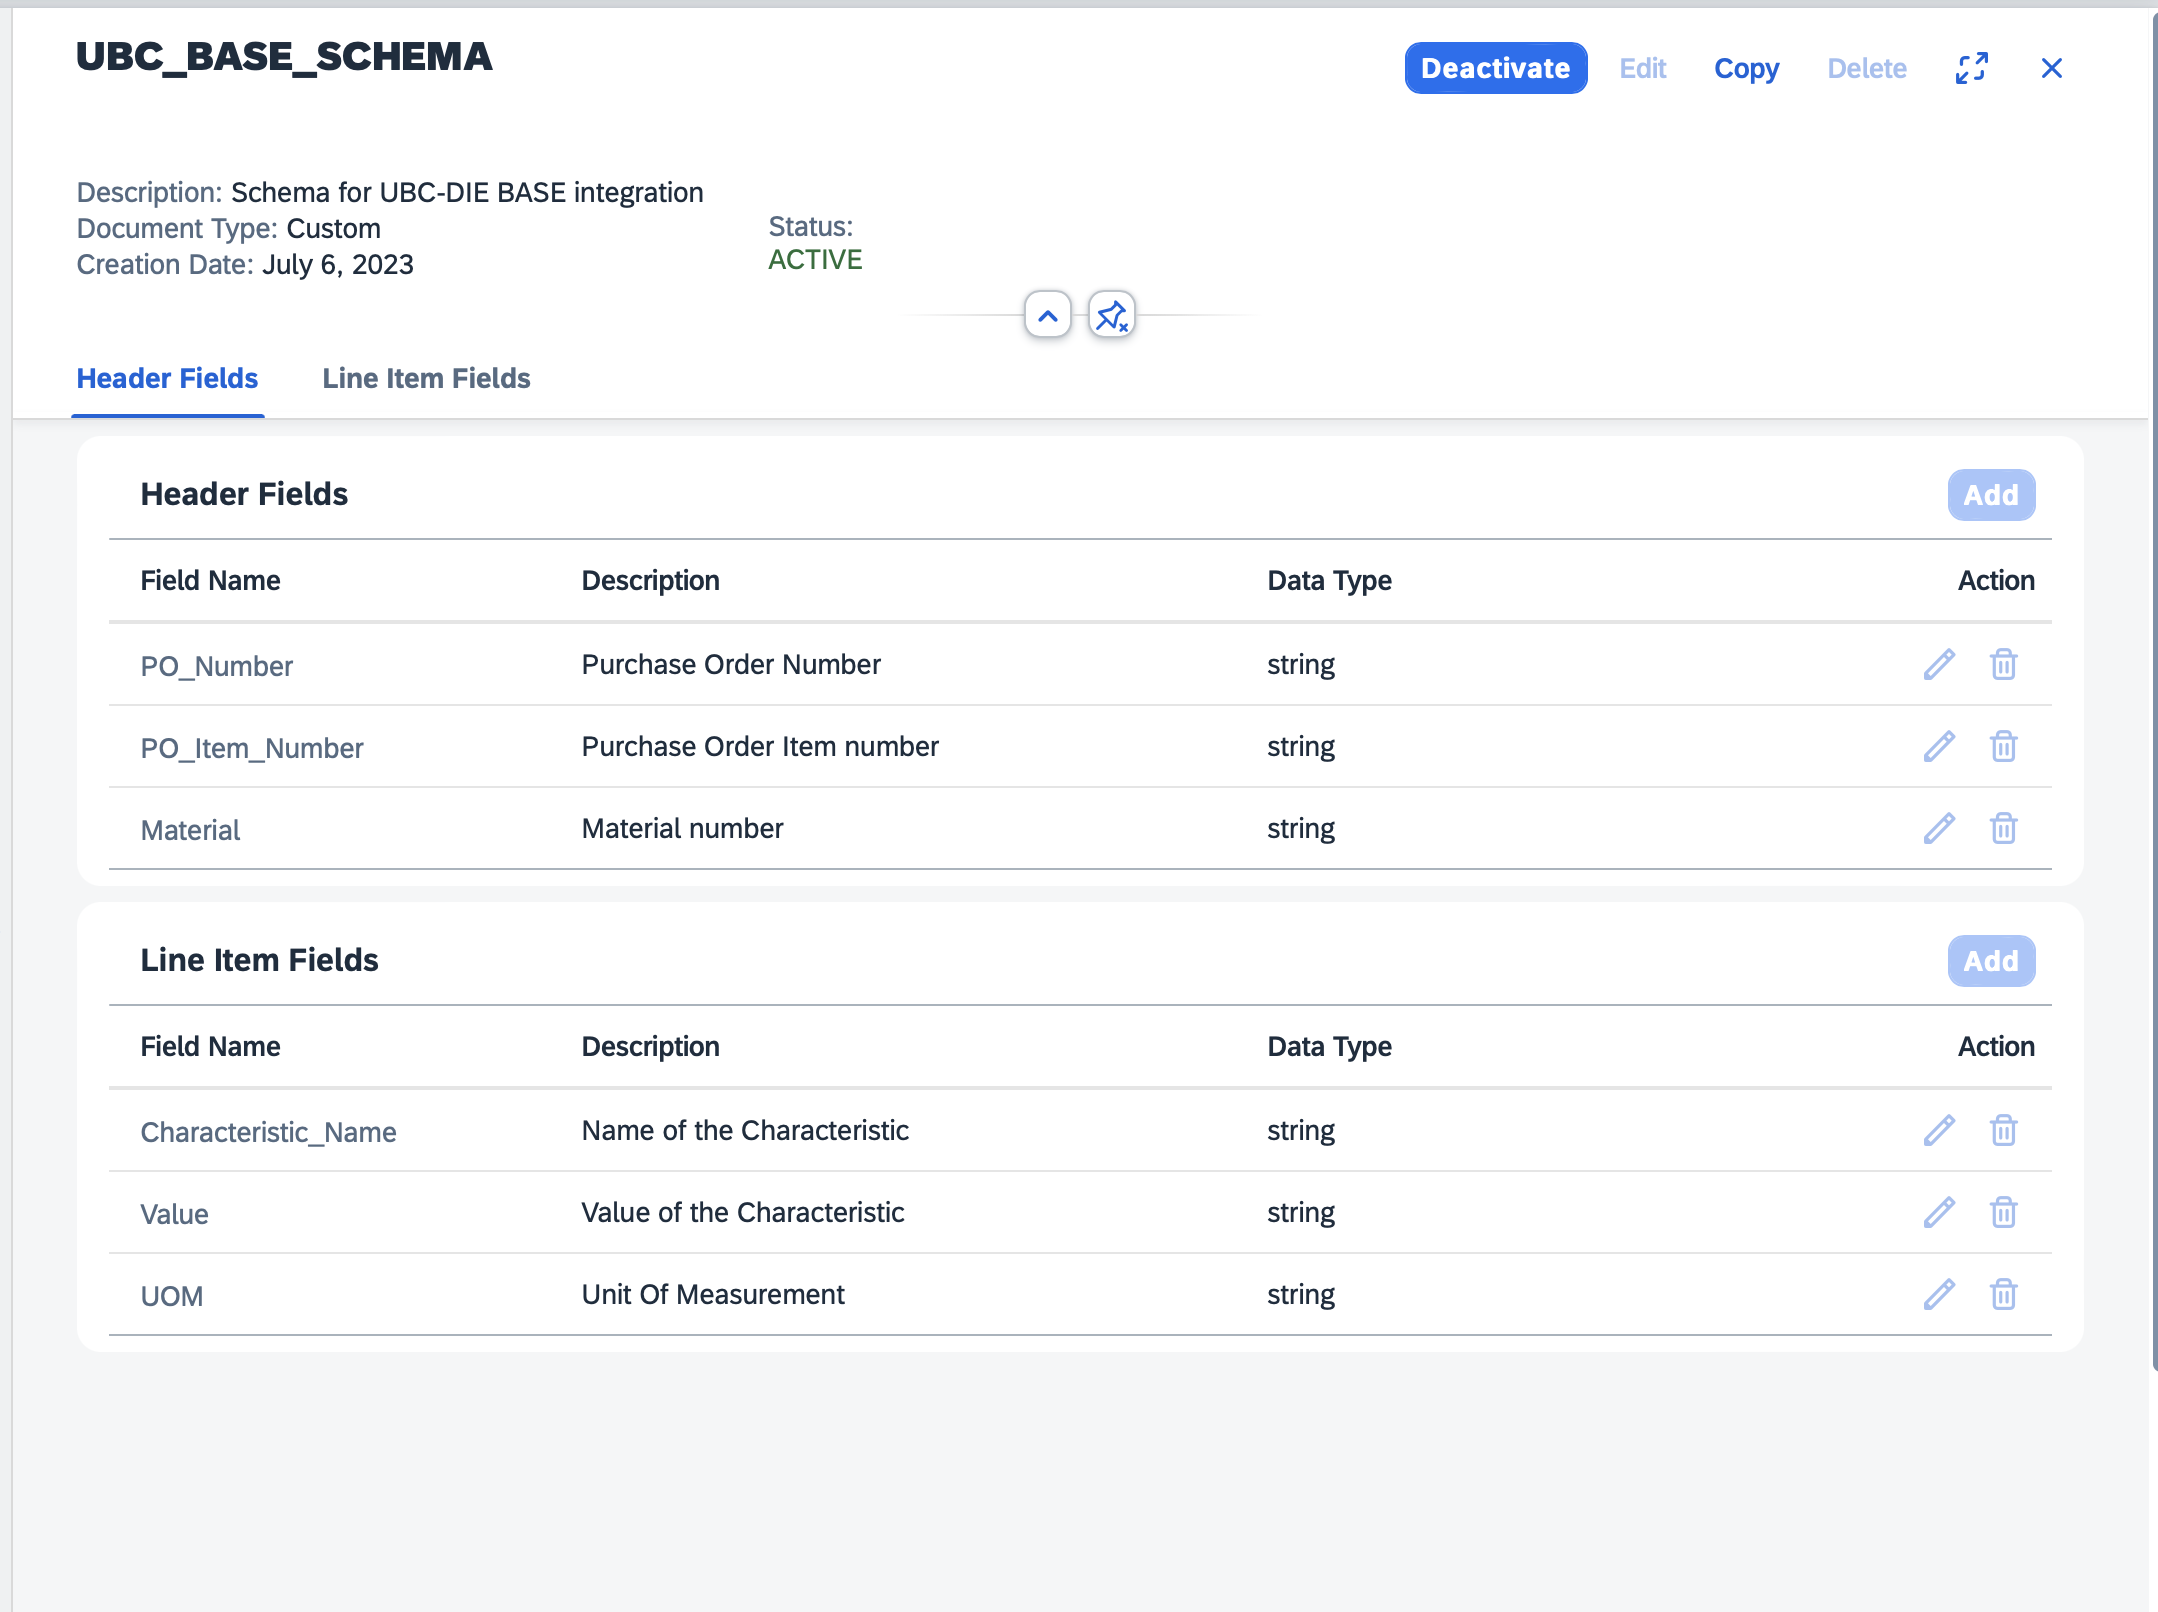 UBC_BASE_SCHEMA
Deactivate Edit Copy Delete
Description: Schema for UBC-DIE BASE integration
Document Type: Custom
Creation Date: July 6, 2023
Status:
ACTIVE
Header Fields Line Item Fields
Header Fields Add
Field Name Description Data Type Action
PO_Number Purchase Order Number string
PO_Item_Number Purchase Order Item number string
Material Material number string
Line Item Fields Add
Field Name Description Data Type Action
Characteristic_Name Name of the Characteristic string
Value Value of the Characteristic string
UOM Unit Of Measurement string